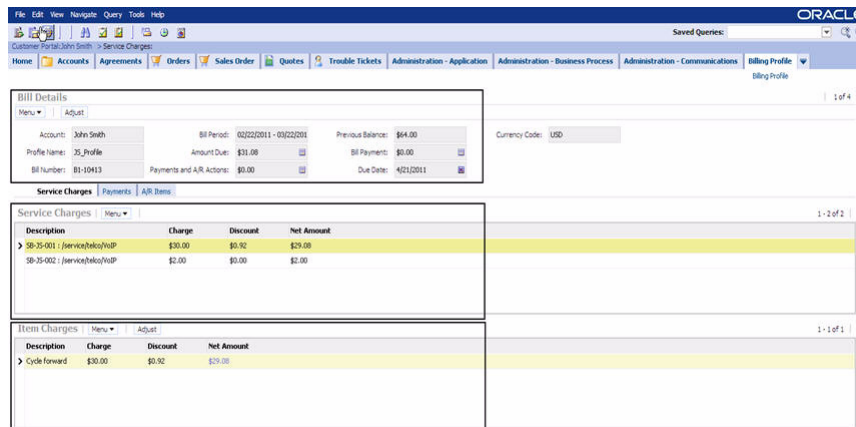 File Edit View Navigate Query Tools Help
ORACLE
Saved Queries:
Customer Portal:John Smith > Service Charges:
Home Accounts Agreements Orders Sales Order Quotes Trouble Tickets Administration - Application Administration - Business Process Administration - Communications Billing Profile
Billing Profile
Bill Details 1 of 4
Menu Adjust
Account: John Smith Bill Period: 02/22/2011 - 03/22/201 Previous Balance: $64.00 Currency Code: USD
Profile Name: JS_Profile Amount Due: $31.08 Bill Payment: $0.00
Bill Number: B1-10413 Payments and A/R Actions: $0.00 Due Date: 4/21/2011
Service Charges Payments A/R Items
Service Charges Menu 1 - 2 of 2
Description Charge Discount Net Amount
SB-JS-001 : /service/telco/VoIP $30.00 $0.92 $29.08
SB-JS-002 : /service/telco/VoIP $2.00 $0.00 $2.00
Item Charges Menu Adjust 1 - 1 of 1
Description Charge Discount Net Amount
Cycle forward $30.00 $0.92 $29.08